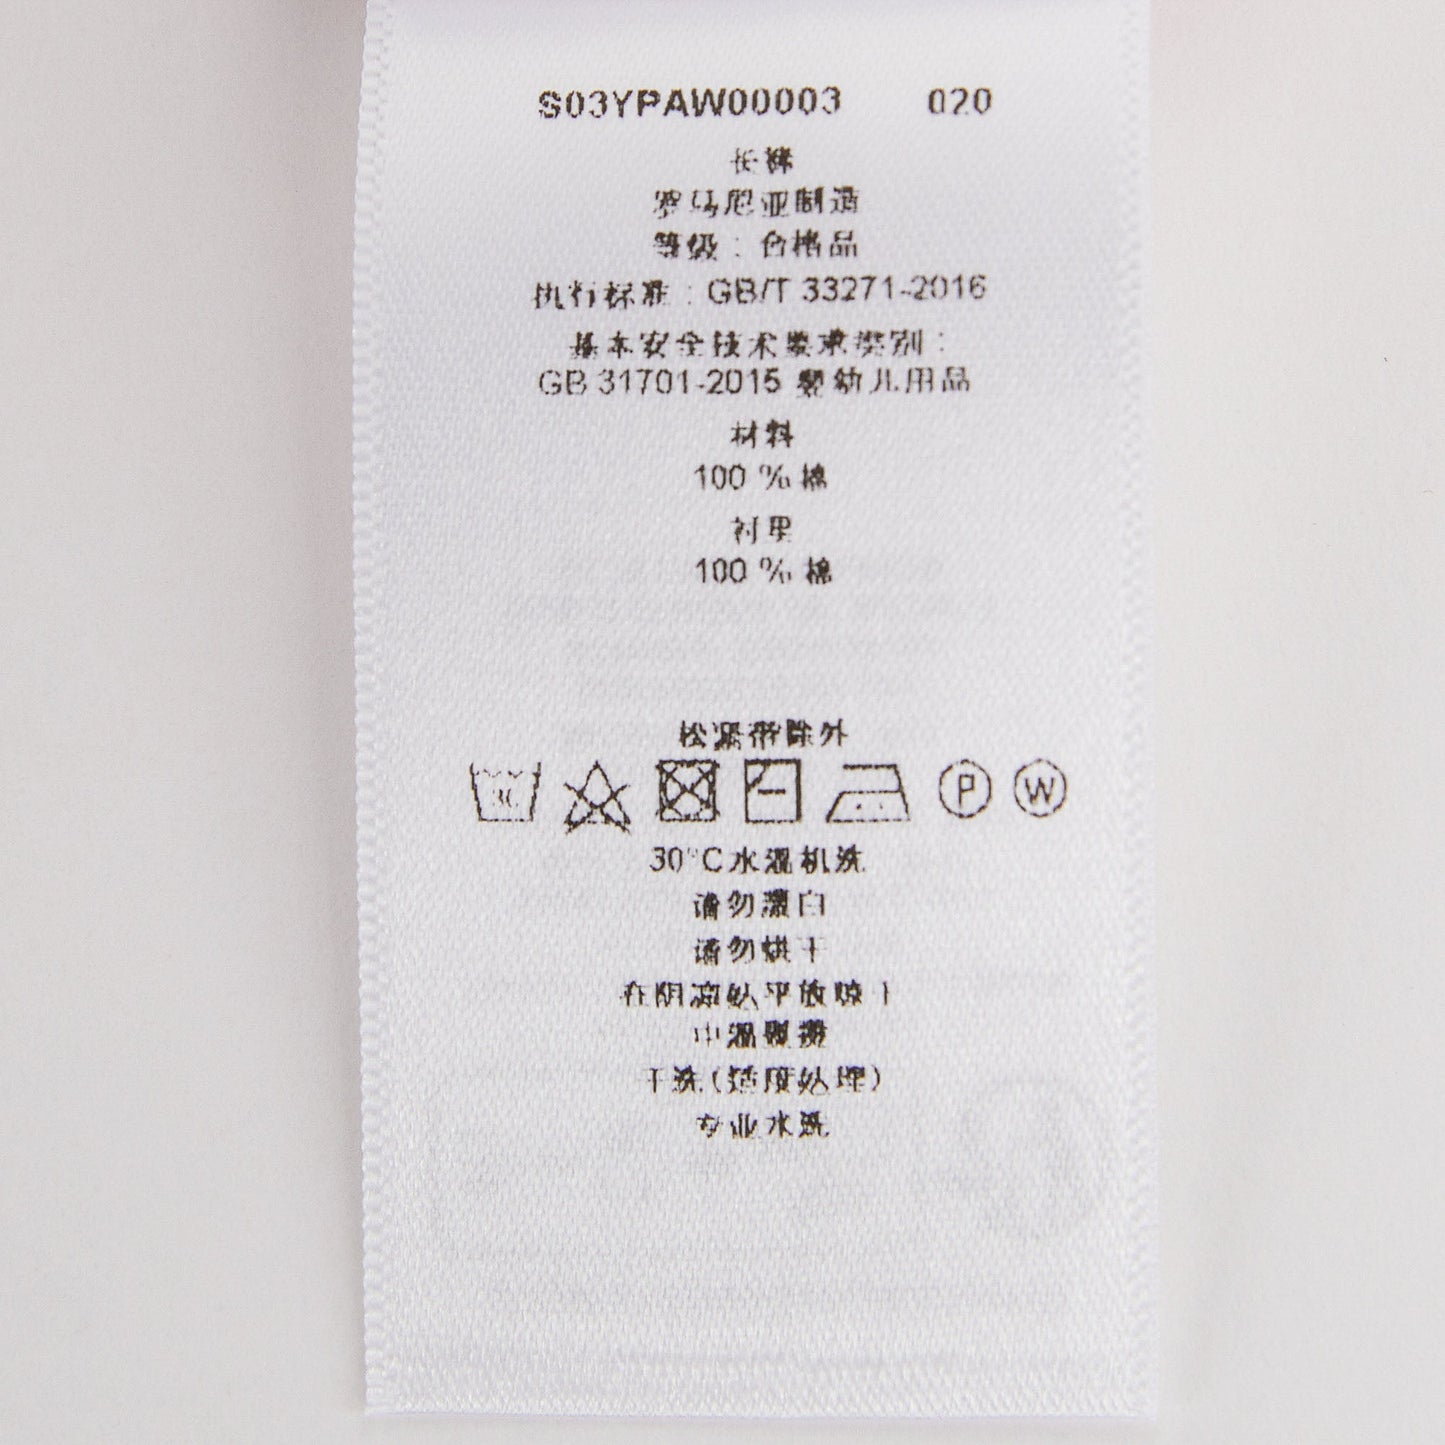 S03YPAW00003 020
长裤
罗马尼亚制造
等级：合格品
执行标准：GB/T 33271-2016
基本安全技术要求类别：
GB 31701-2015 婴幼儿用品
材料
100 % 棉
衬里
100 % 棉
松紧带除外
30
P W
30°C水温机洗
请勿漂白
请勿烘干
在阴凉处平放晾干
中温熨烫
干洗(适度处理)
专业水洗